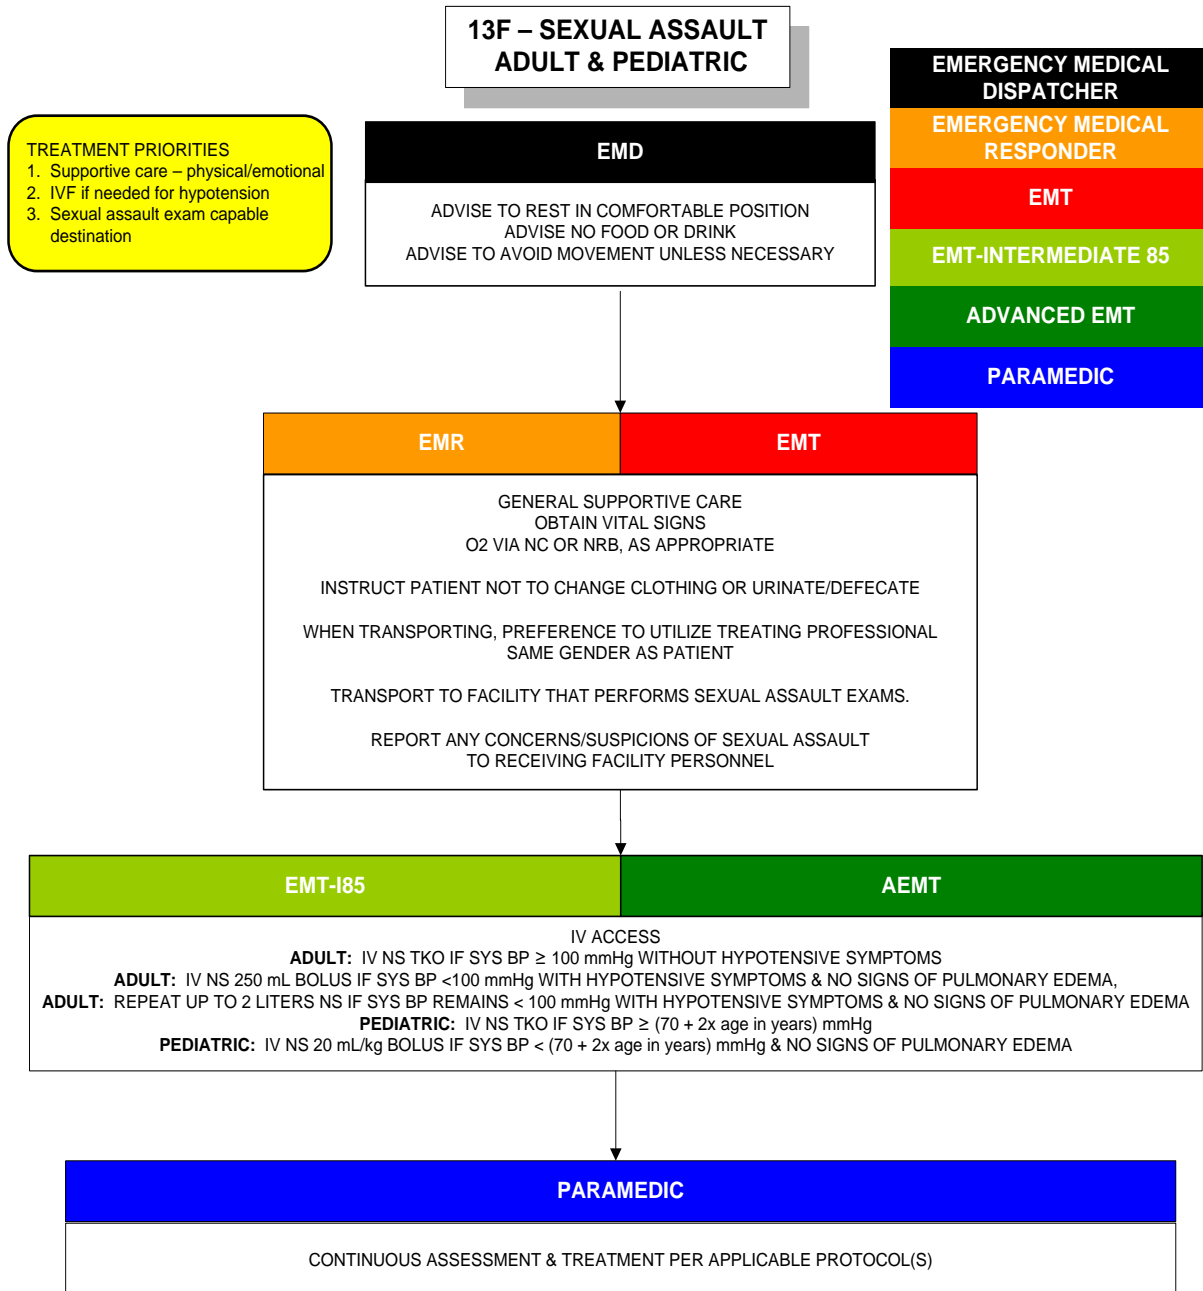 13F – SEXUAL ASSAULT
ADULT & PEDIATRIC
EMERGENCY MEDICAL
DISPATCHER
EMERGENCY MEDICAL
RESPONDER
EMT
EMT-INTERMEDIATE 85
ADVANCED EMT
PARAMEDIC
TREATMENT PRIORITIES
1. Supportive care – physical/emotional
2. IVF if needed for hypotension
3. Sexual assault exam capable
destination
EMD
ADVISE TO REST IN COMFORTABLE POSITION
ADVISE NO FOOD OR DRINK
ADVISE TO AVOID MOVEMENT UNLESS NECESSARY
EMR
EMT
GENERAL SUPPORTIVE CARE
OBTAIN VITAL SIGNS
O2 VIA NC OR NRB, AS APPROPRIATE
INSTRUCT PATIENT NOT TO CHANGE CLOTHING OR URINATE/DEFECATE
WHEN TRANSPORTING, PREFERENCE TO UTILIZE TREATING PROFESSIONAL
SAME GENDER AS PATIENT
TRANSPORT TO FACILITY THAT PERFORMS SEXUAL ASSAULT EXAMS.
REPORT ANY CONCERNS/SUSPICIONS OF SEXUAL ASSAULT
TO RECEIVING FACILITY PERSONNEL
EMT-I85
AEMT
IV ACCESS
ADULT: IV NS TKO IF SYS BP ≥ 100 mmHg WITHOUT HYPOTENSIVE SYMPTOMS
ADULT: IV NS 250 mL BOLUS IF SYS BP <100 mmHg WITH HYPOTENSIVE SYMPTOMS & NO SIGNS OF PULMONARY EDEMA,
ADULT: REPEAT UP TO 2 LITERS NS IF SYS BP REMAINS < 100 mmHg WITH HYPOTENSIVE SYMPTOMS & NO SIGNS OF PULMONARY EDEMA
PEDIATRIC: IV NS TKO IF SYS BP ≥ (70 + 2x age in years) mmHg
PEDIATRIC: IV NS 20 mL/kg BOLUS IF SYS BP < (70 + 2x age in years) mmHg & NO SIGNS OF PULMONARY EDEMA
PARAMEDIC
CONTINUOUS ASSESSMENT & TREATMENT PER APPLICABLE PROTOCOL(S)